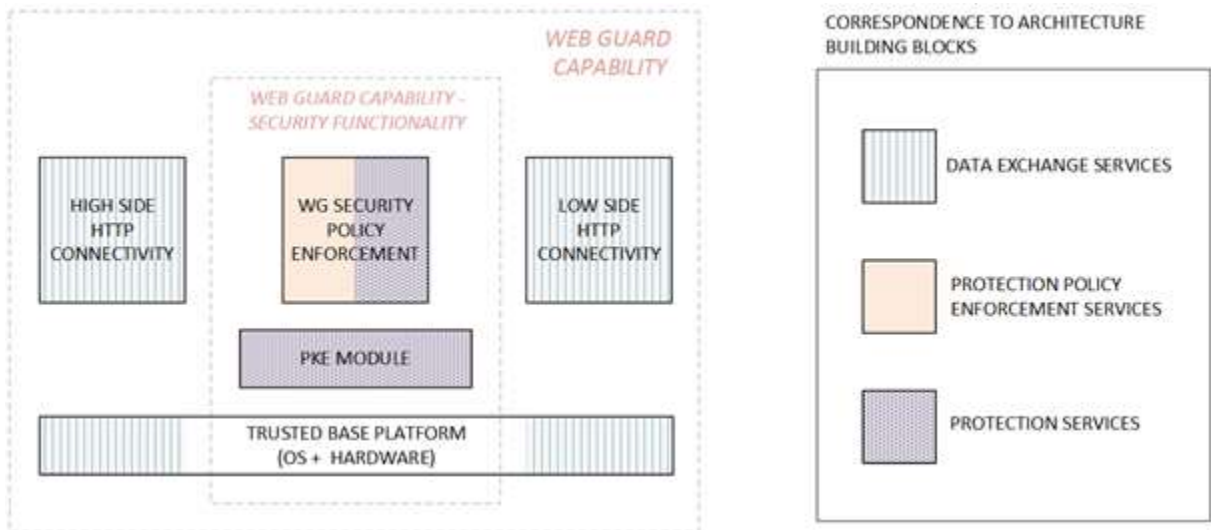 WEB GUARD
CAPABILITY
WEB GUARD CAPABILITY -
SECURITY FUNCTIONALITY
HIGH SIDE
HTTP
CONNECTIVITY
WG SECURITY
POLICY
ENFORCEMENT
LOW SIDE
HTTP
CONNECTIVITY
PKE MODULE
TRUSTED BASE PLATFORM
(OS + HARDWARE)
CORRESPONDENCE TO ARCHITECTURE
BUILDING BLOCKS
DATA EXCHANGE SERVICES
PROTECTION POLICY
ENFORCEMENT SERVICES
PROTECTION SERVICES